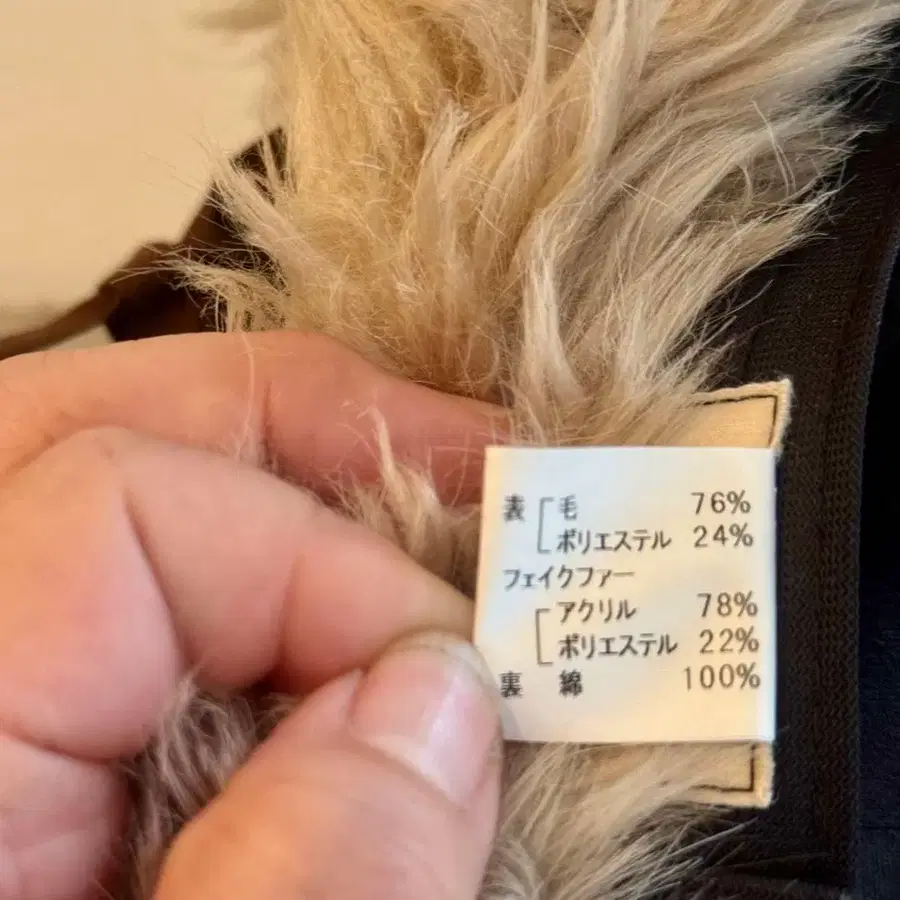 表 毛 76%
ポリエステル 24%
フェイクファー
アクリル 78%
ポリエステル 22%
裏 綿 100%